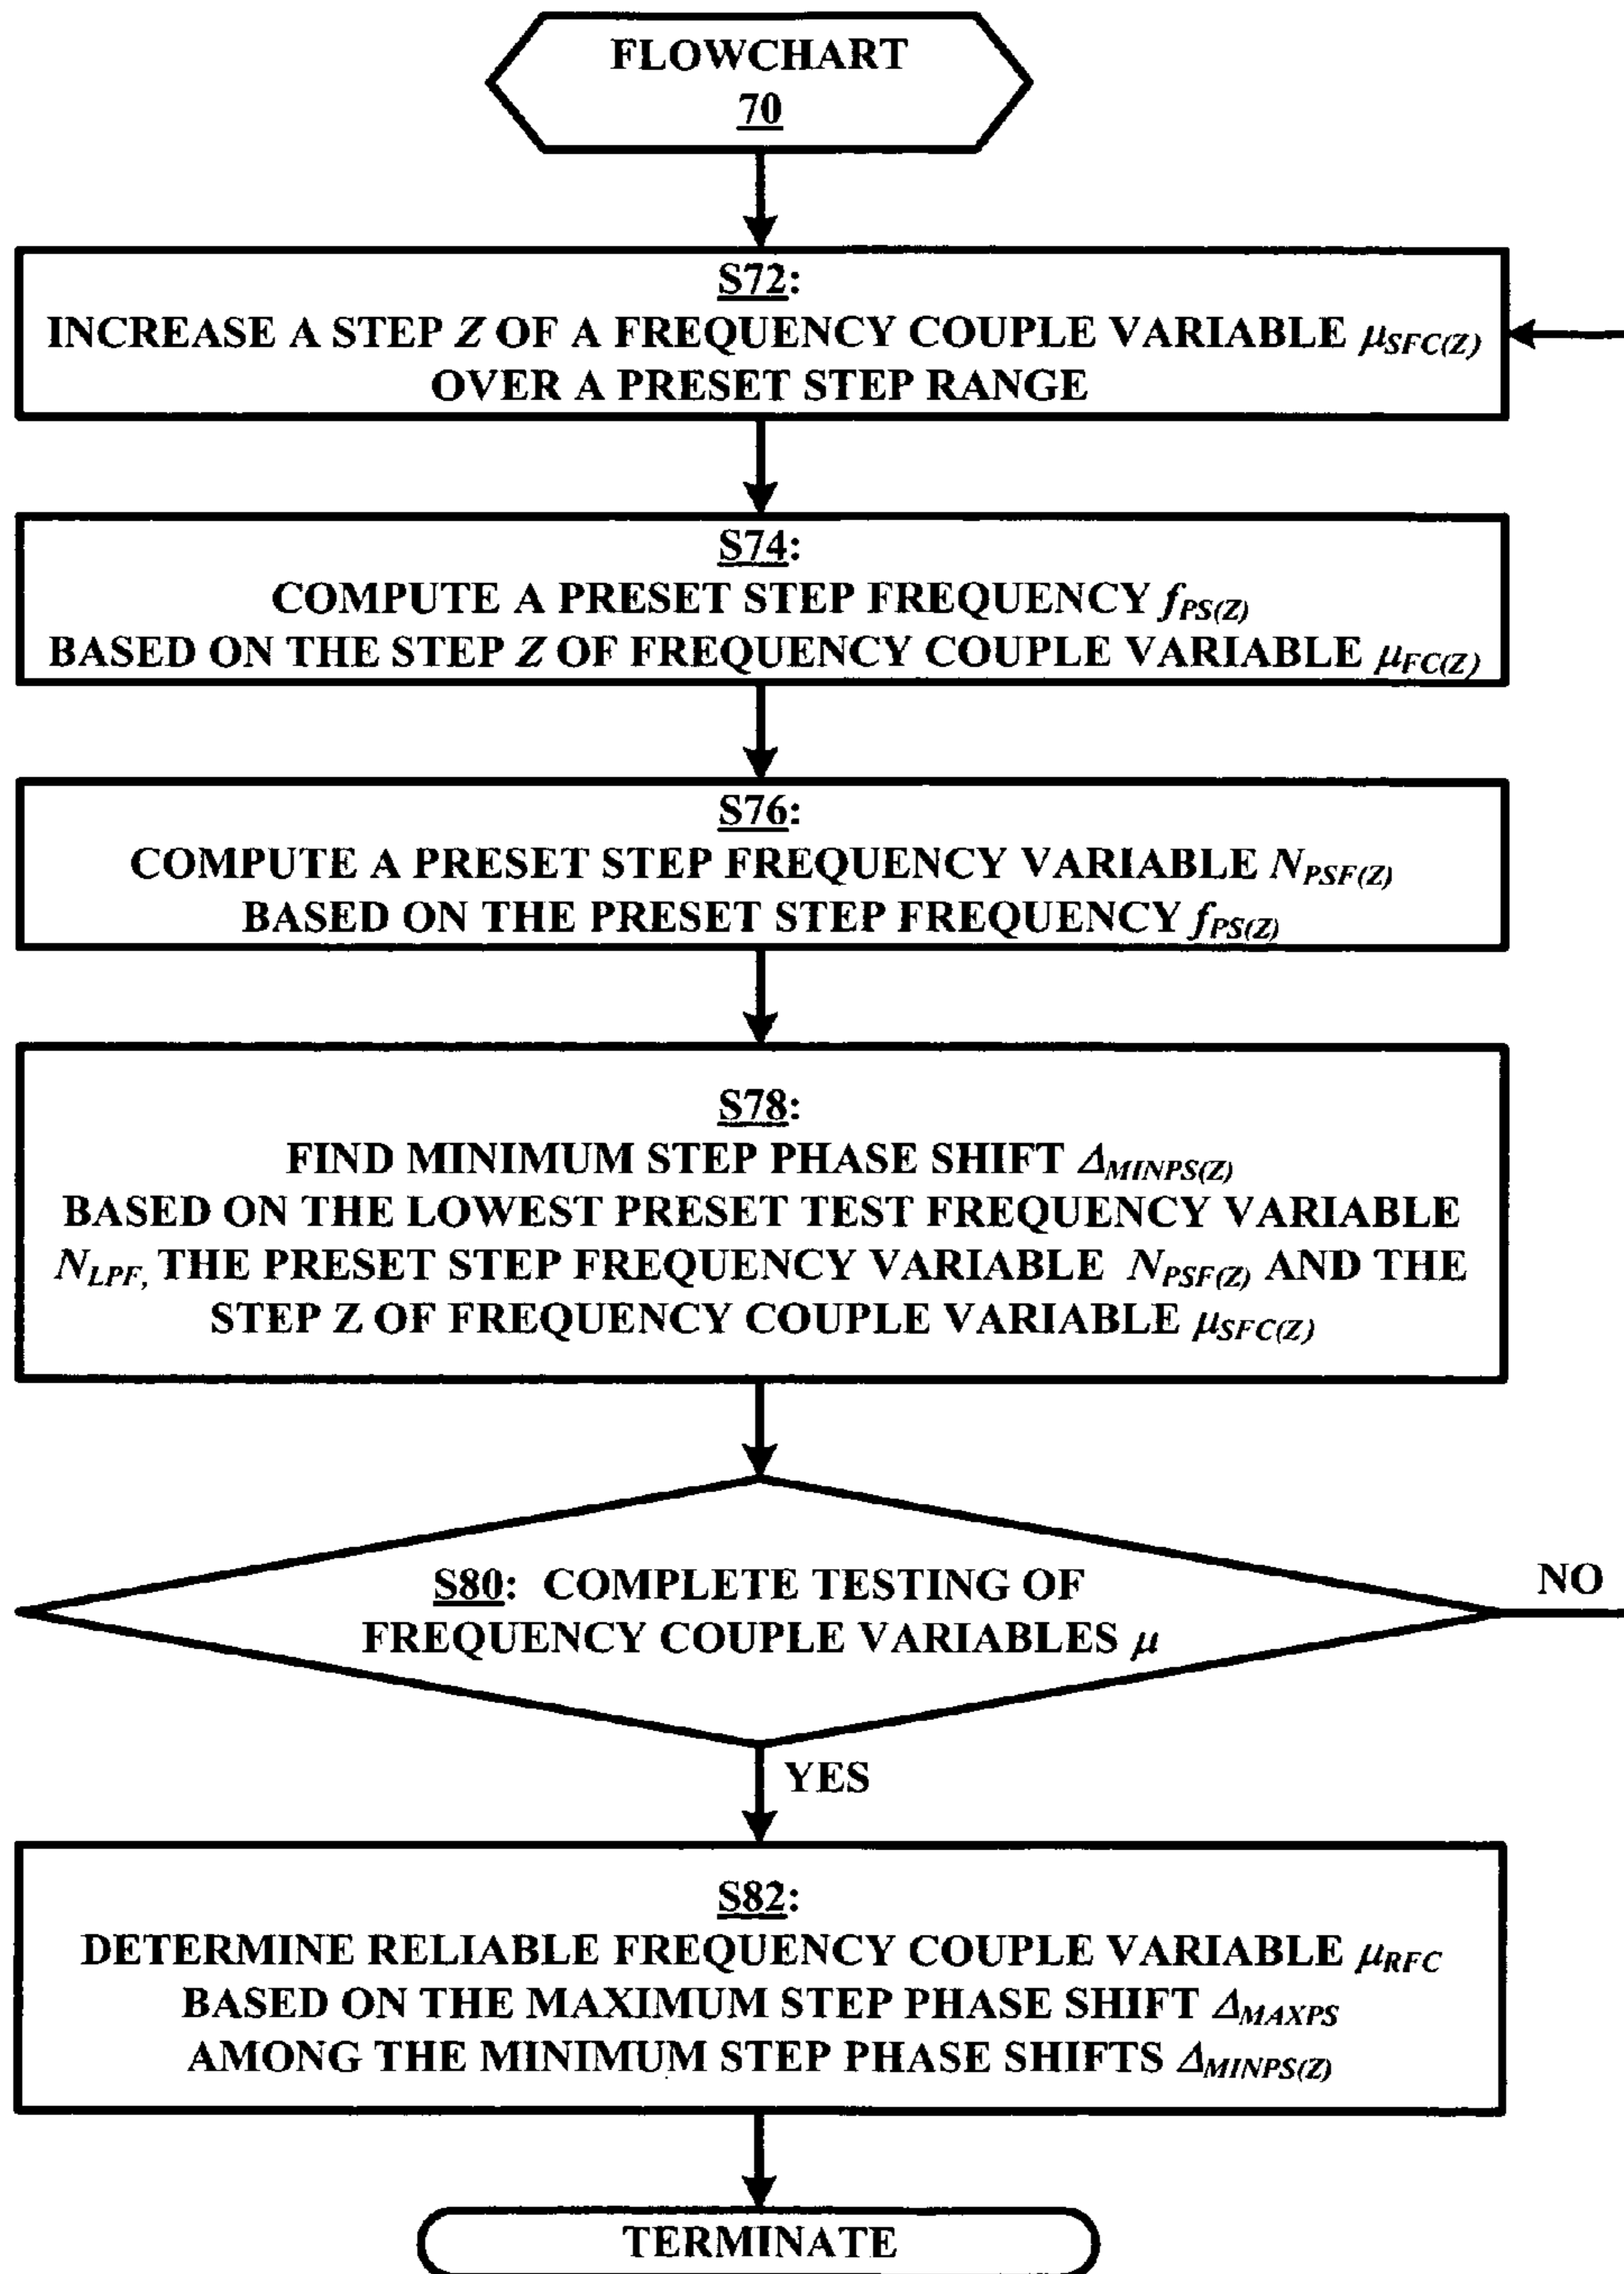 FLOWCHART
70
S72:
INCREASE A STEP Z OF A FREQUENCY COUPLE VARIABLE μSFC(Z)
OVER A PRESET STEP RANGE
S74:
COMPUTE A PRESET STEP FREQUENCY fPS(Z)
BASED ON THE STEP Z OF FREQUENCY COUPLE VARIABLE μFC(Z)
S76:
COMPUTE A PRESET STEP FREQUENCY VARIABLE NPSF(Z)
BASED ON THE PRESET STEP FREQUENCY fPS(Z)
S78:
FIND MINIMUM STEP PHASE SHIFT ΔMINPS(Z)
BASED ON THE LOWEST PRESET TEST FREQUENCY VARIABLE
NLPF, THE PRESET STEP FREQUENCY VARIABLE NPSF(Z) AND THE
STEP Z OF FREQUENCY COUPLE VARIABLE μSFC(Z)
S80: COMPLETE TESTING OF
FREQUENCY COUPLE VARIABLES μ
NO
YES
S82:
DETERMINE RELIABLE FREQUENCY COUPLE VARIABLE μRFC
BASED ON THE MAXIMUM STEP PHASE SHIFT ΔMAXPS
AMONG THE MINIMUM STEP PHASE SHIFTS ΔMINPS(Z)
TERMINATE